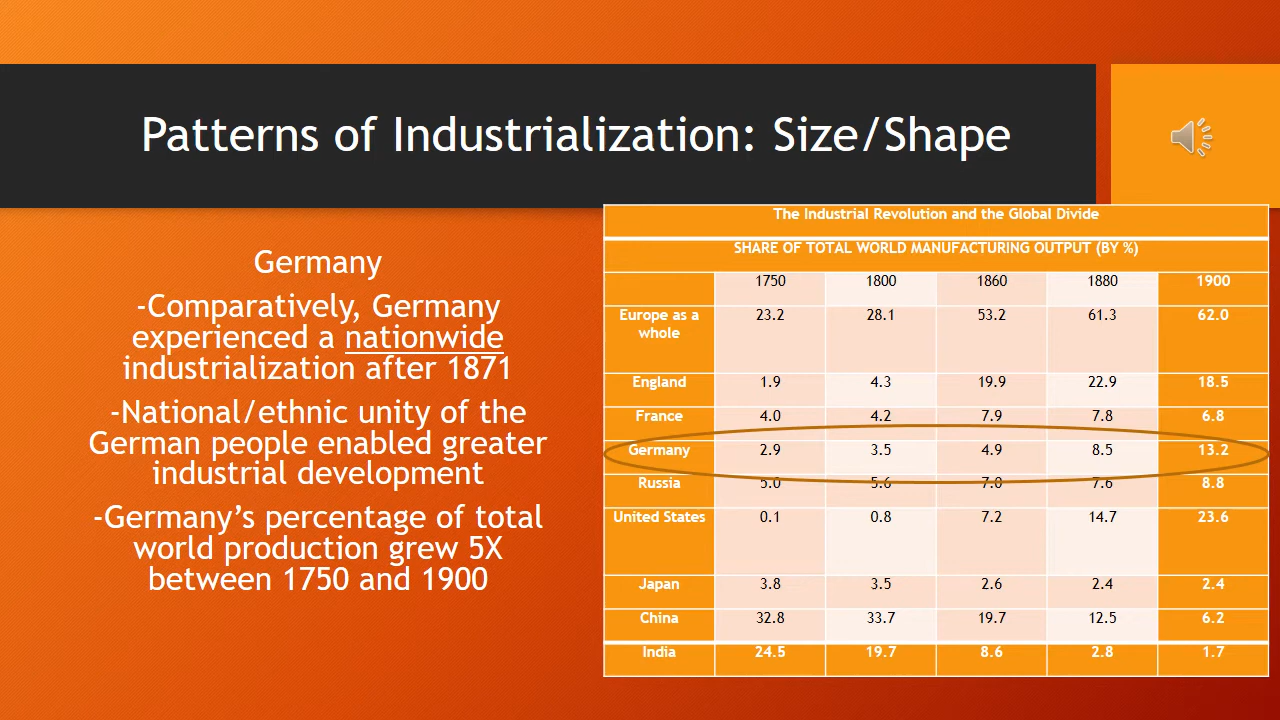 Patterns of Industrialization: Size/Shape
Germany
-Comparatively, Germany
experienced a nationwide
industrialization after 1871
-National/ethnic unity of the
German people enabled greater
industrial development
-Germany’s percentage of total
world production grew 5X
between 1750 and 1900
The Industrial Revolution and the Global Divide
SHARE OF TOTAL WORLD MANUFACTURING OUTPUT (BY %)
1750 1800 1860 1880 1900
Europe as a whole 23.2 28.1 53.2 61.3 62.0
England 1.9 4.3 19.9 22.9 18.5
France 4.0 4.2 7.9 7.8 6.8
Germany 2.9 3.5 4.9 8.5 13.2
Russia 5.0 5.6 7.0 7.6 8.8
United States 0.1 0.8 7.2 14.7 23.6
Japan 3.8 3.5 2.6 2.4 2.4
China 32.8 33.7 19.7 12.5 6.2
India 24.5 19.7 8.6 2.8 1.7